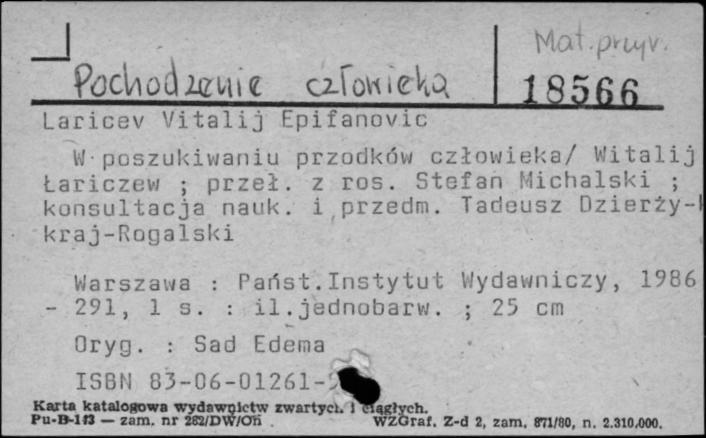 Mat. przyr.
Pochodzenie człowieka
18566
Laricev Vitalij Epifanovic
W poszukiwaniu przodków człowieka/ Witalij
Łariczew ; przeł. z ros. Stefan Michalski ;
konsultacja nauk. i przedm. Tadeusz Dzierży-
kraj-Rogalski
Warszawa : Państ.Instytut Wydawniczy, 1986
- 291, 1 s. : il.jednobarw. ; 25 cm
Oryg. : Sad Edema
ISBN 83-06-01261-
Karta katalogowa wydawnictw zwartych i ciągłych.
Pu-B-113 — zam. nr 282/DW/Oń
WZGraf. Z-d 2, zam. 871/80, n. 2.310.000.